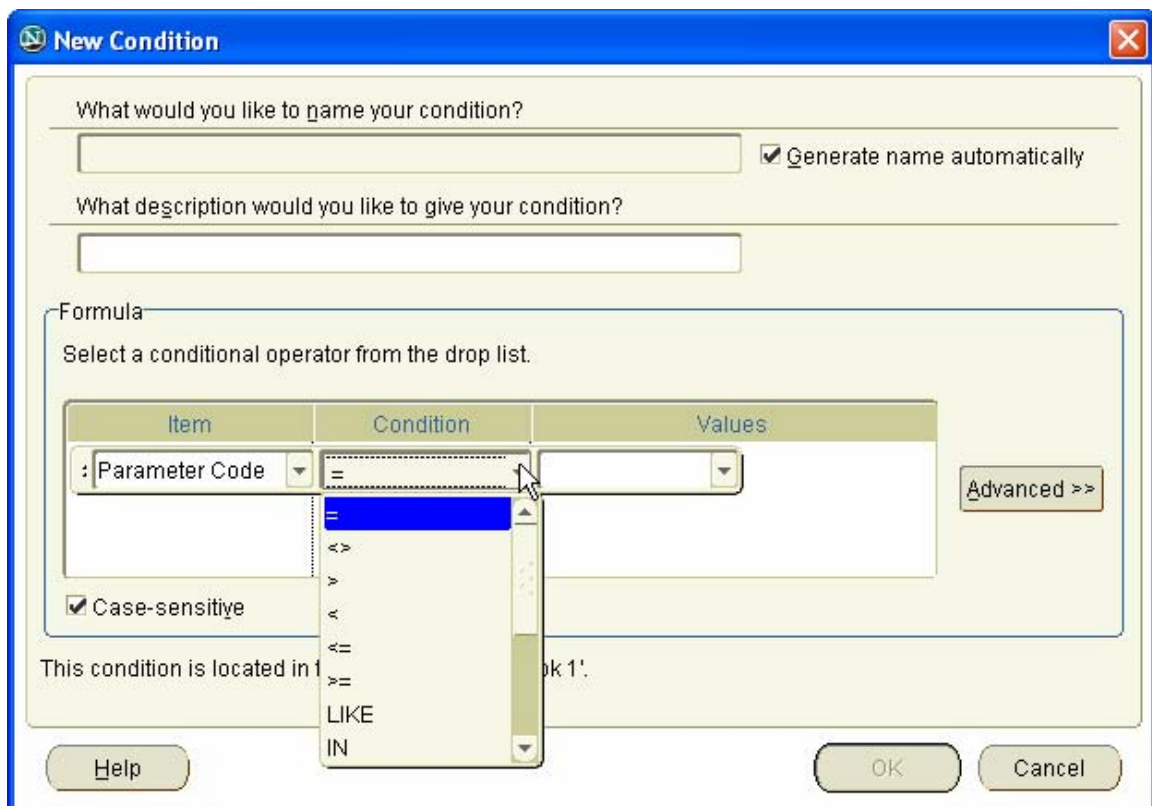 New Condition
What would you like to name your condition?
Generate name automatically
What description would you like to give your condition?
Formula
Select a conditional operator from the drop list.
Item Condition Values
: Parameter Code =
=
<>
>
<
<=
>=
LIKE
IN
Advanced >>
Case-sensitive
This condition is located in 1'.
Help OK Cancel